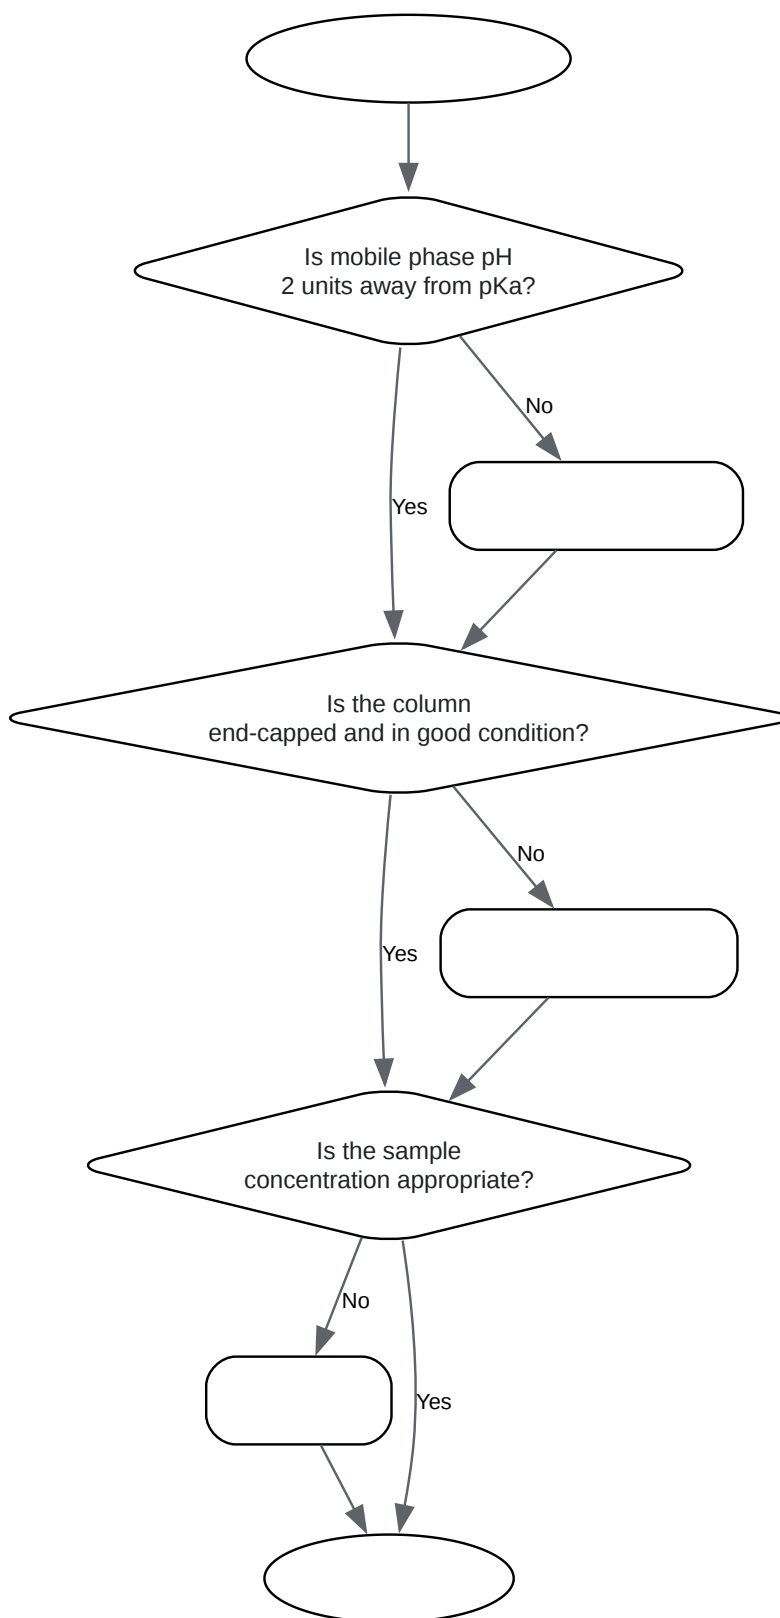 Is mobile phase pH
2 units away from pKa?
No
Yes
Is the column
end-capped and in good condition?
No
Yes
Is the sample
concentration appropriate?
No
Yes